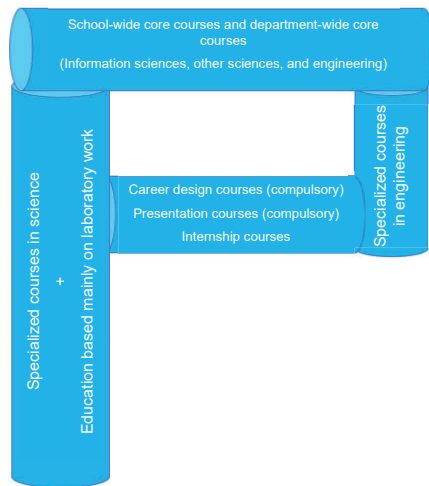 School-wide core courses and department-wide core
courses
(Information sciences, other sciences, and engineering)
Specialized courses in science
+
Education based mainly on laboratory work
Career design courses (compulsory)
Presentation courses (compulsory)
Internship courses
Specialized courses
in engineering